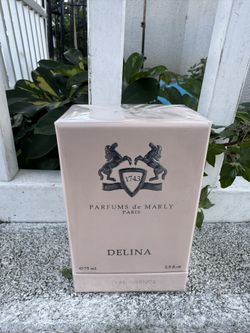 1743
PARFUMS de MARLY
PARIS
DELINA
℮75 ml 2.5 fl.oz